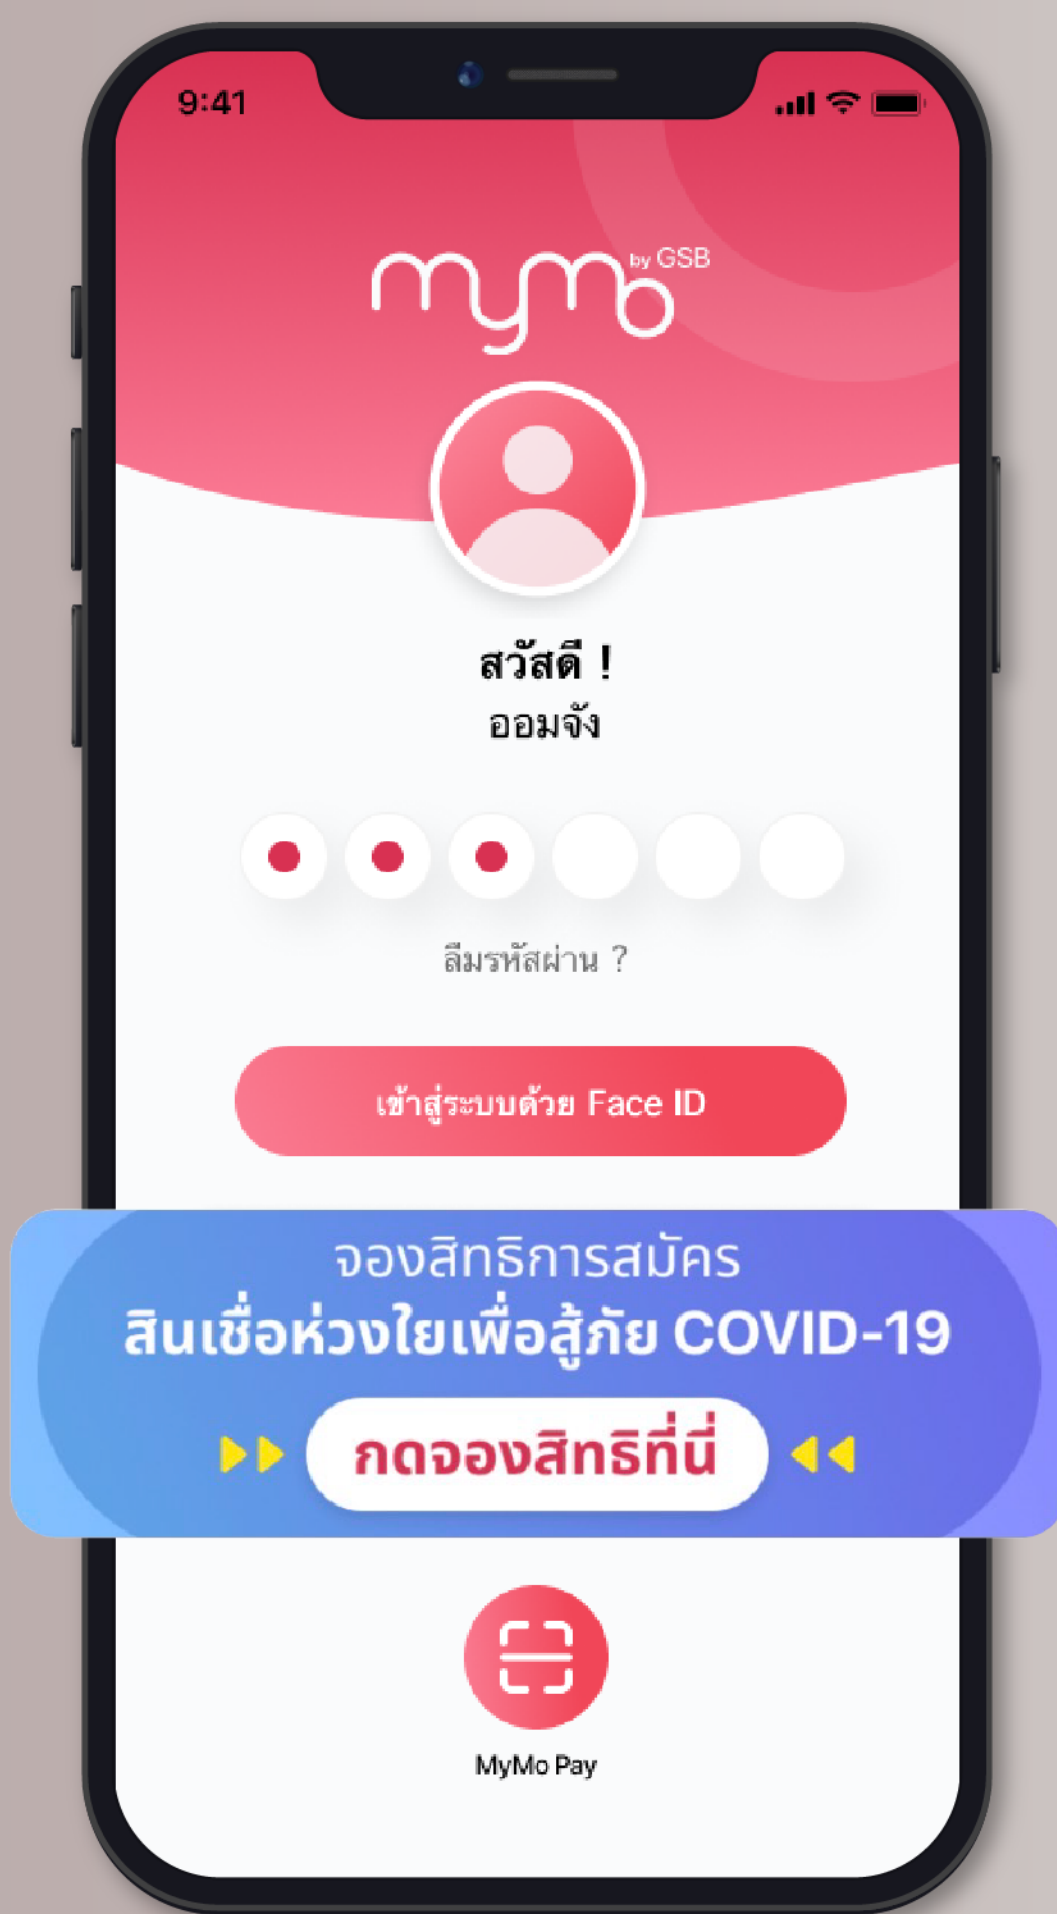 9:41
mymo by GSB
สวัสดี !
ออมจัง
ลืมรหัสผ่าน ?
เข้าสู่ระบบด้วย Face ID
จองสิทธิการสมัคร
สินเชื่อห่วงใยเพื่อสู้ภัย COVID-19
กดจองสิทธิที่นี่
MyMo Pay